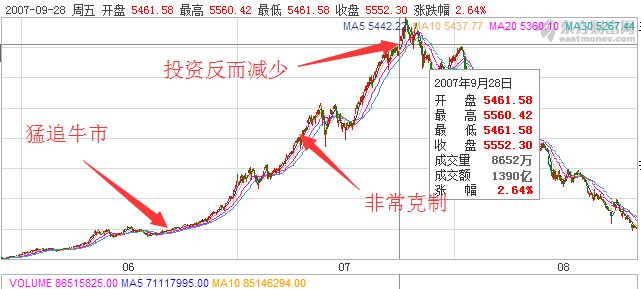 2007-09-28 周五 开盘 5461.58 最高 5560.42 最低 5461.58 收盘 5552.30 涨跌幅 2.64%
MA5 5442.22 MA10 5437.77 MA20 5360.10 MA30 5267.44
东方财富网
eastmoney.com
投资反而减少
2007年9月28日
开 盘 5461.58
最 高 5560.42
最 低 5461.58
收 盘 5552.30
成交量 8652万
成交额 1390亿
涨 幅 2.64%
猛追牛市
非常克制
06 07 08
VOLUME 86515825.00 MA5 71117995.00 MA10 85146294.00